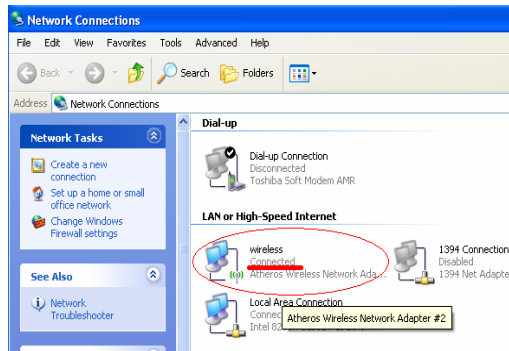 Network Connections
File Edit View Favorites Tools Advanced Help
Back Search Folders
Address Network Connections
Network Tasks
Create a new
connection
Set up a home or small
office network
Change Windows
Firewall settings
See Also
Network
Troubleshooter
Dial-up
Dial-up Connection
Disconnected
Toshiba Soft Modem AMR
LAN or High-Speed Internet
wireless
Connected
Atheros Wireless Network Ada...
1394 Connection
Disabled
1394 Net Adapte
Local Area Connection
Connec
Intel 82
Atheros Wireless Network Adapter #2